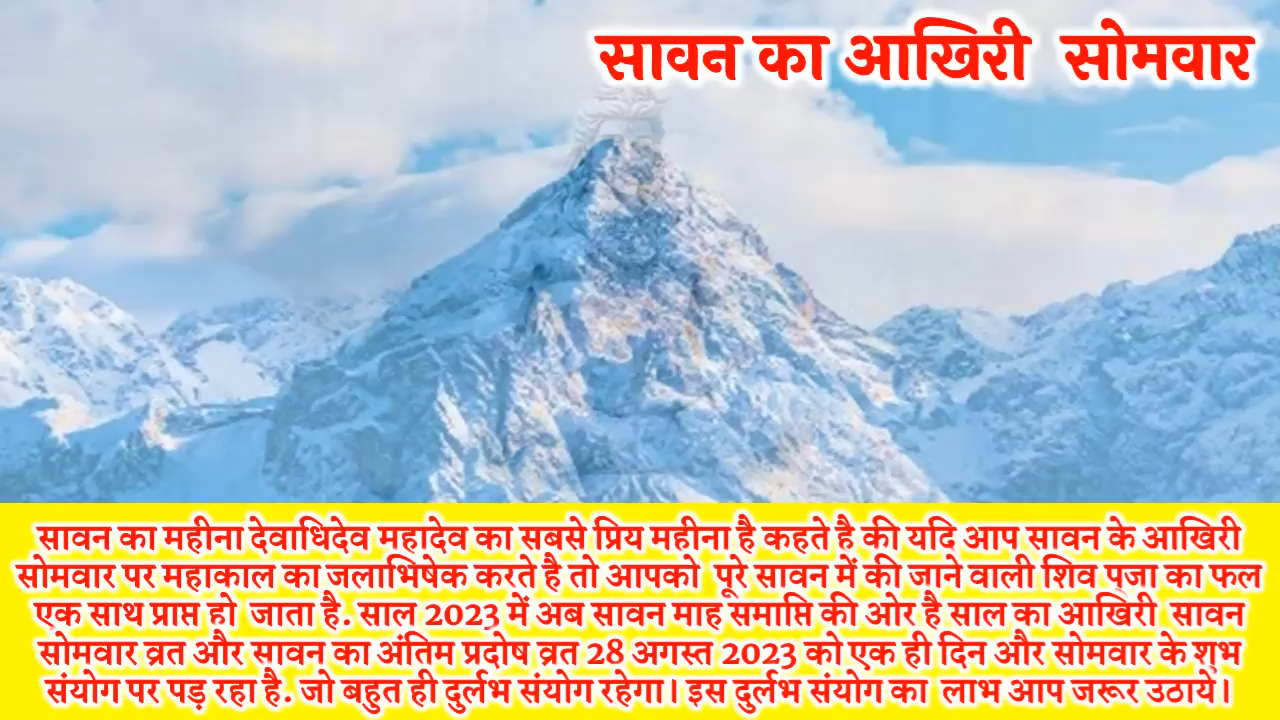 सावन का आखिरी सोमवार
सावन का महीना देवाधिदेव महादेव का सबसे प्रिय महीना है कहते है की यदि आप सावन के आखिरी
सोमवार पर महाकाल का जलाभिषेक करते है तो आपको पूरे सावन में की जाने वाली शिव पूजा का फल
एक साथ प्राप्त हो जाता है. साल 2023 में अब सावन माह समाप्ति की ओर है साल का आखिरी सावन
सोमवार व्रत और सावन का अंतिम प्रदोष व्रत 28 अगस्त 2023 को एक ही दिन और सोमवार के शुभ
संयोग पर पड़ रहा है. जो बहुत ही दुर्लभ संयोग रहेगा। इस दुर्लभ संयोग का लाभ आप जरूर उठाये।